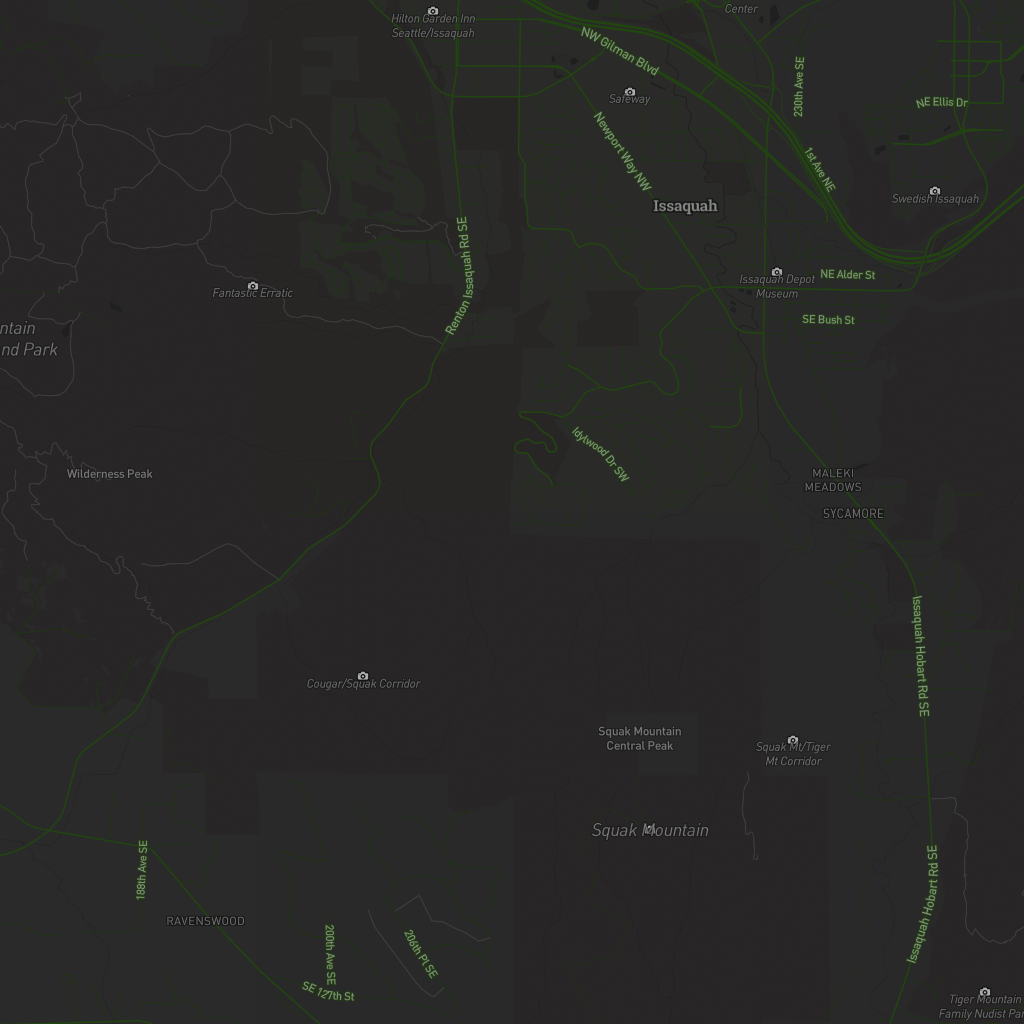 Center
Hilton Garden Inn
Seattle/Issaquah
NW Gilman Blvd
Safeway
230th Ave SE
NE Ellis Dr
Newport Way NW
1st Ave NE
Swedish Issaquah
Issaquah
Renton Issaquah Rd SE
Issaquah Depot
Museum
NE Alder St
Fantastic Erratic
SE Bush St
ntain
nd Park
Idylwood Dr SW
Wilderness Peak
MALEKI
MEADOWS
SYCAMORE
Issaquah Hobart Rd SE
Cougar/Squak Corridor
Squak Mountain
Central Peak
Squak Mt/Tiger
Mt Corridor
Squak Mountain
188th Ave SE
Issaquah Hobart Rd SE
RAVENSWOOD
200th Ave SE
206th Pl SE
SE 127th St
Tiger Mountain
Family Nudist Par